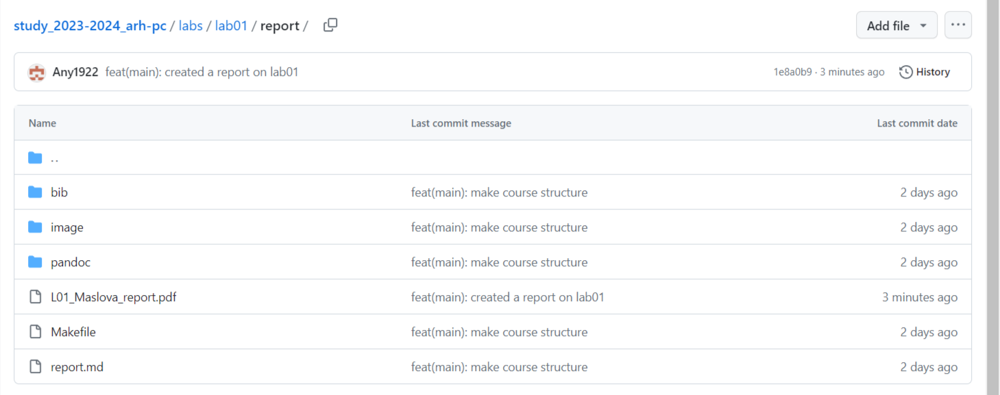 study_2023-2024_arh-pc / labs / lab01 / report /
Add file
Any1922 feat(main): created a report on lab01
1e8a0b9 · 3 minutes ago
History
Name Last commit message Last commit date
..
bib feat(main): make course structure 2 days ago
image feat(main): make course structure 2 days ago
pandoc feat(main): make course structure 2 days ago
L01_Maslova_report.pdf feat(main): created a report on lab01 3 minutes ago
Makefile feat(main): make course structure 2 days ago
report.md feat(main): make course structure 2 days ago